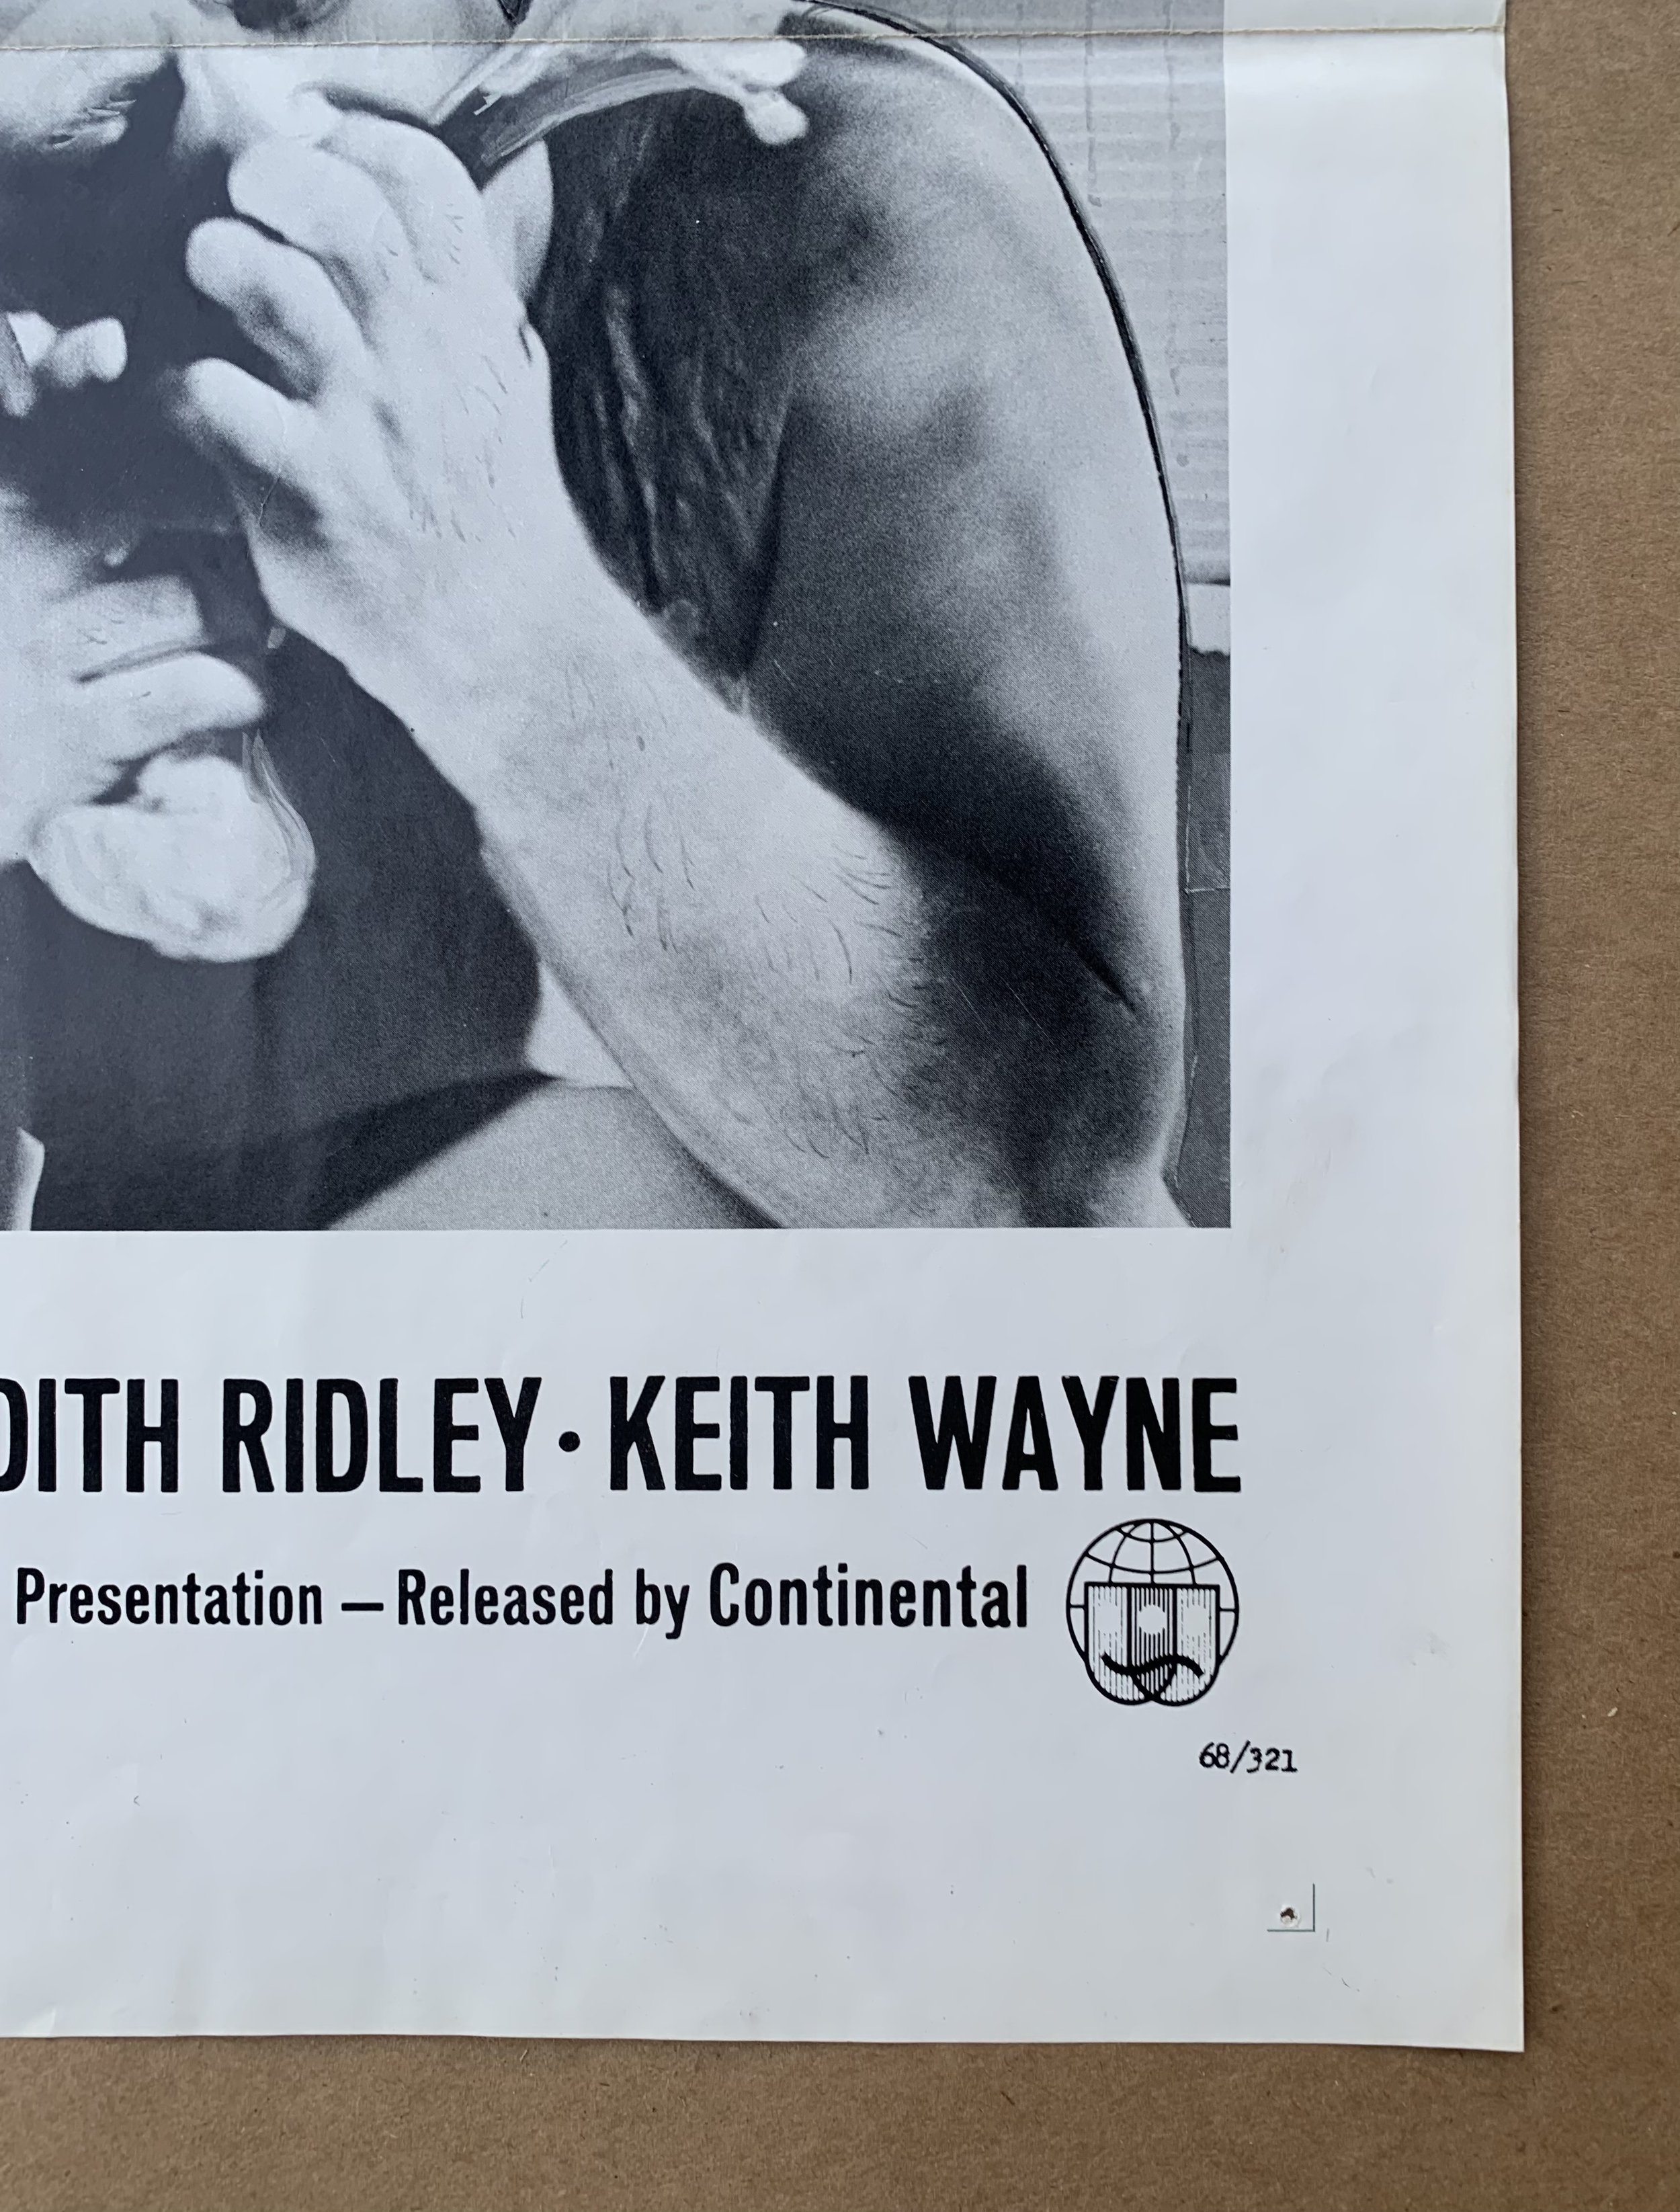 DITH RIDLEY • KEITH WAYNE
Presentation — Released by Continental
68/321